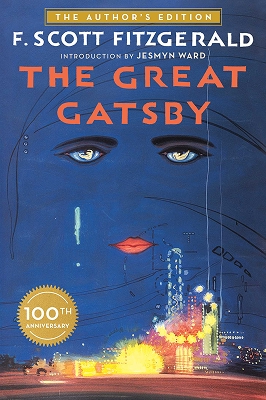 THE AUTHOR'S EDITION
F. SCOTT FITZGERALD
INTRODUCTION BY JESMYN WARD
THE GREAT
GATSBY
100TH
ANNIVERSARY